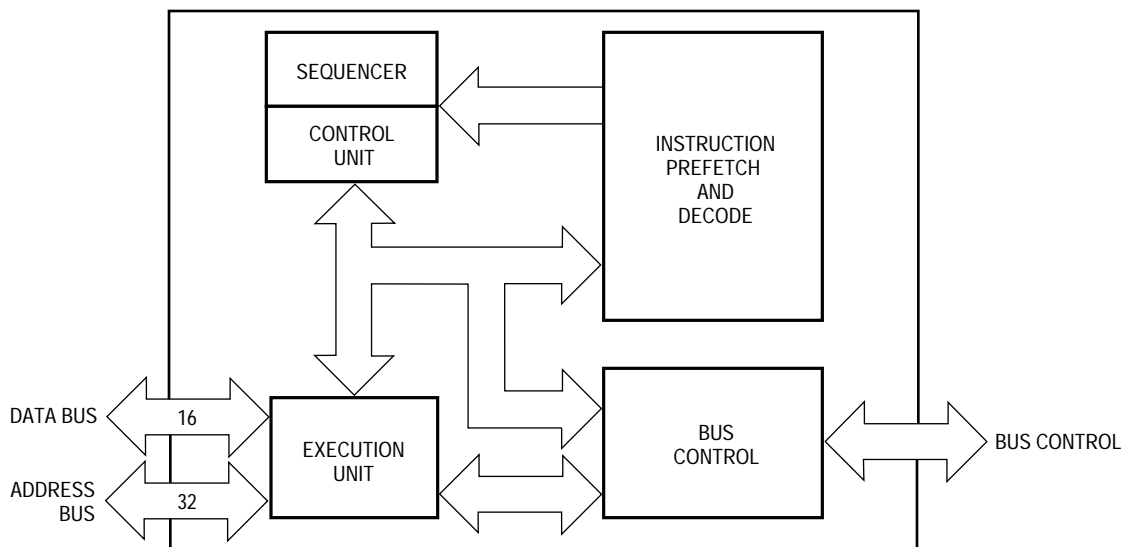 SEQUENCER
CONTROL
UNIT
INSTRUCTION
PREFETCH
AND
DECODE
DATA BUS
16
ADDRESS
BUS
32
EXECUTION
UNIT
BUS
CONTROL
BUS CONTROL